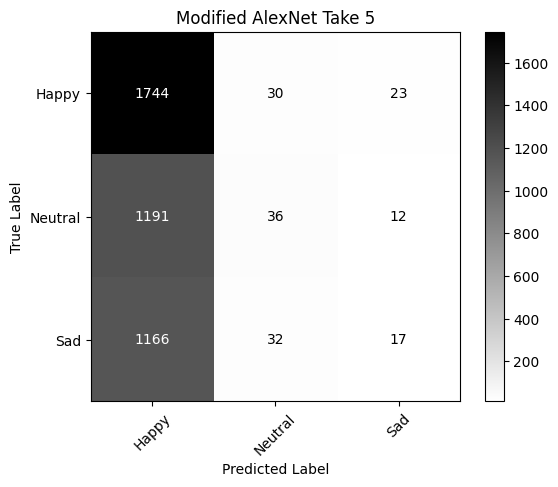 Modified AlexNet Take 5
True Label
Happy 1744 30 23
Neutral 1191 36 12
Sad 1166 32 17
Happy Neutral Sad
Predicted Label
1600
1400
1200
1000
800
600
400
200